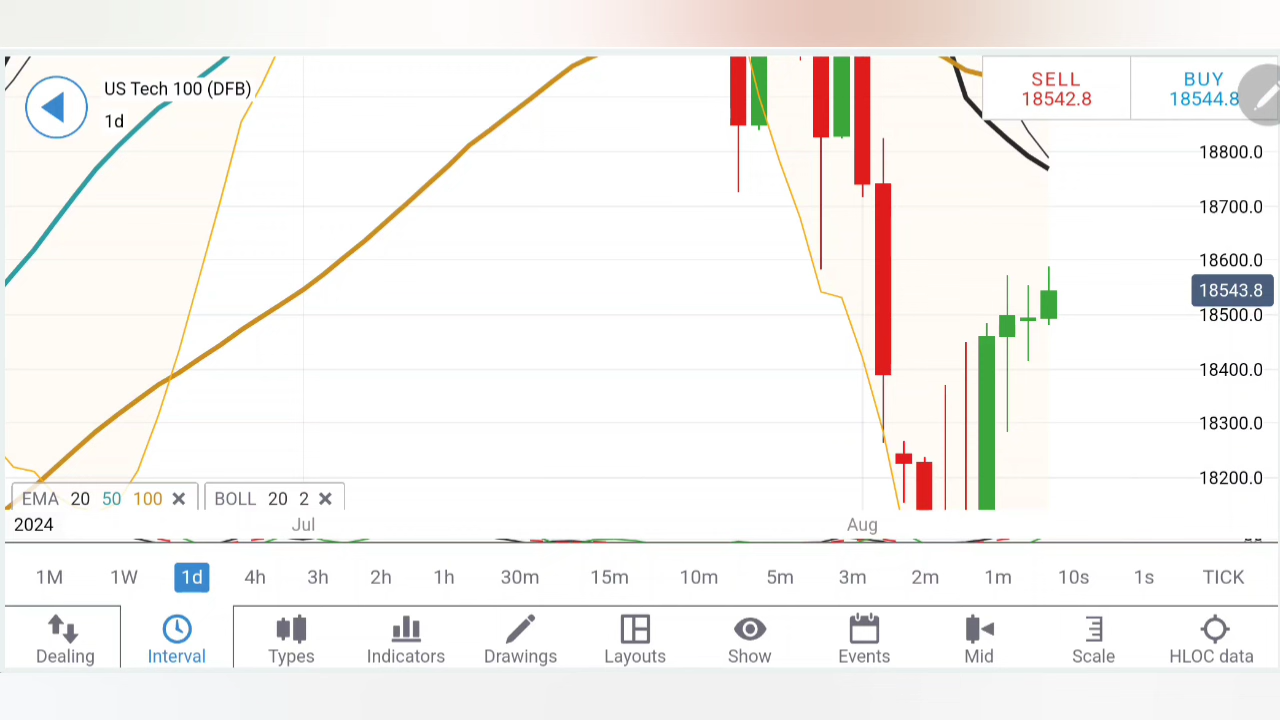 US Tech 100 (DFB)
1d
SELL
18542.8
BUY
18544.8
18800.0
18700.0
18600.0
18543.8
18500.0
18400.0
18300.0
18200.0
EMA 20 50 100
BOLL 20 2
2024 Jul Aug
1M 1W 1d 4h 3h 2h 1h 30m 15m 10m 5m 3m 2m 1m 10s 1s TICK
Dealing Interval Types Indicators Drawings Layouts Show Events Mid Scale HLOC data